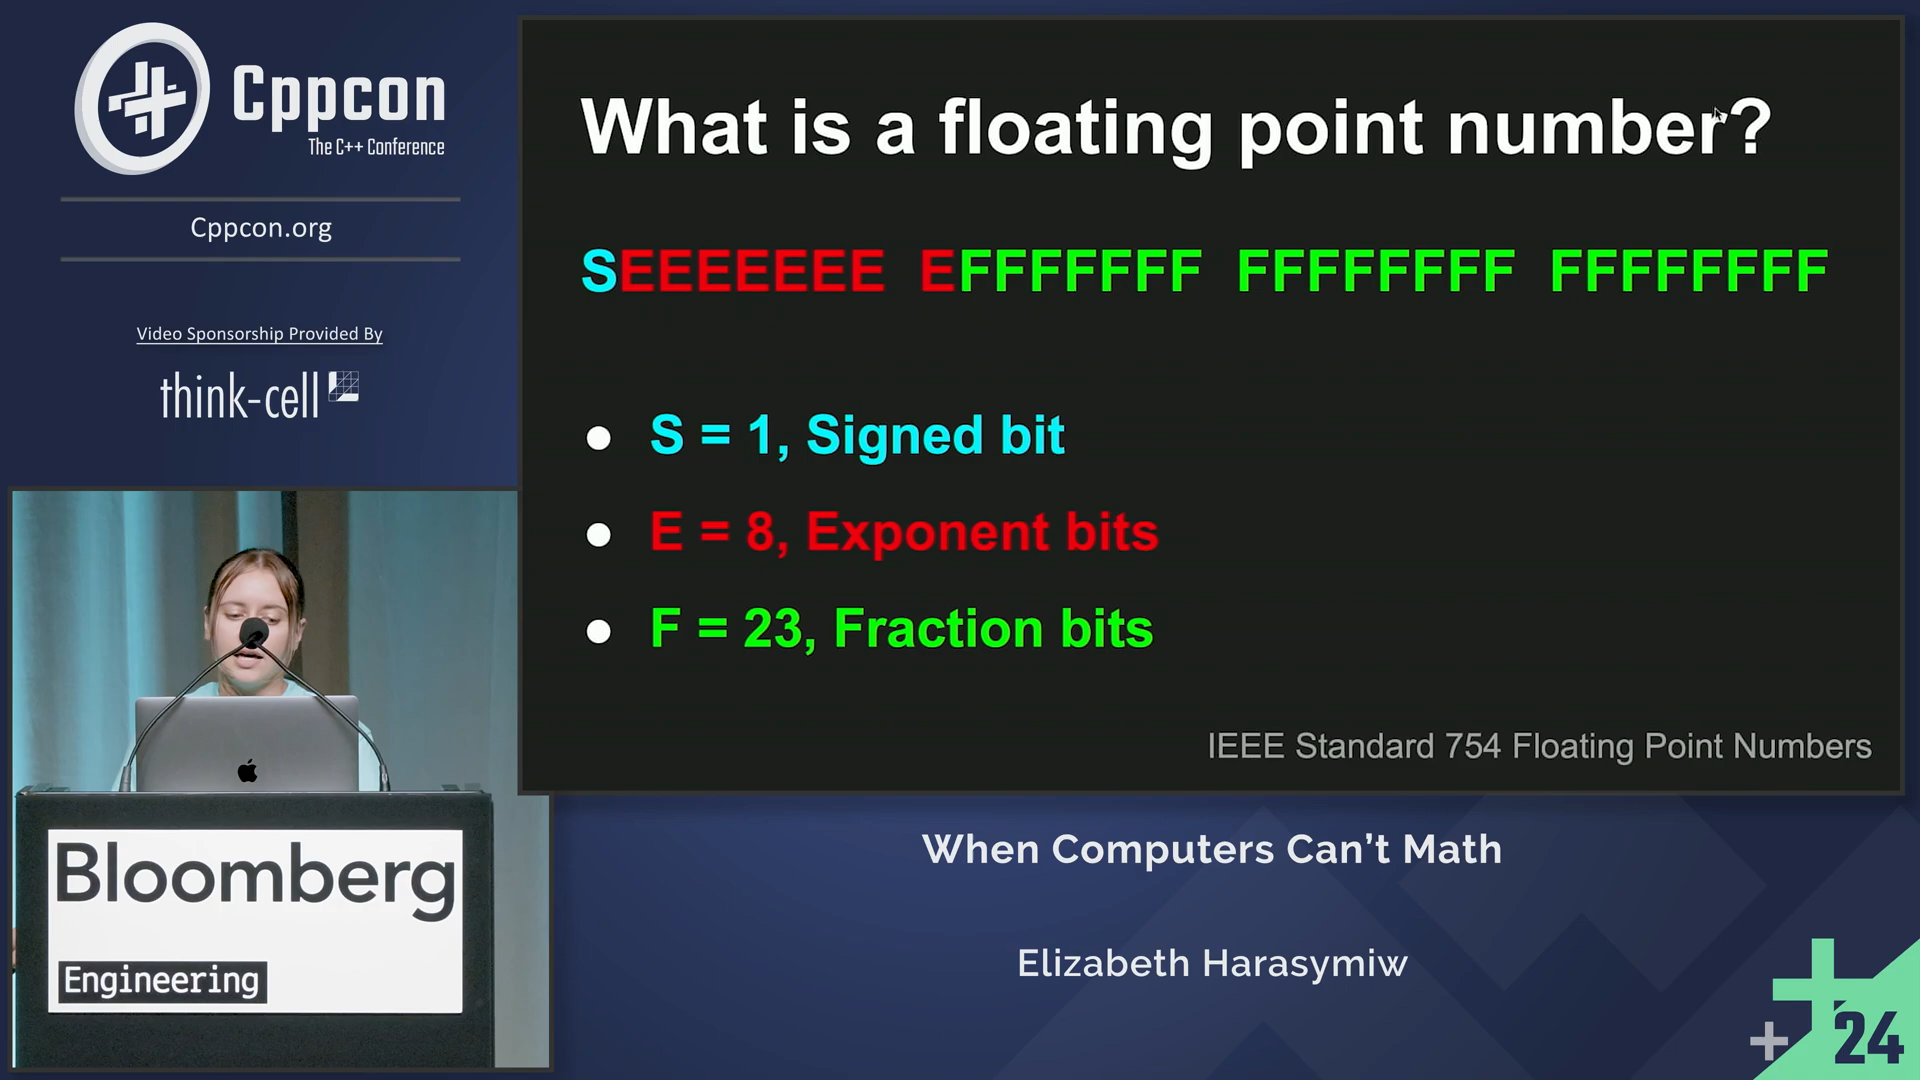 Cppcon
The C++ Conference
Cppcon.org
Video Sponsorship Provided By
think-cell
What is a floating point number?
SEEEEEEE EFFFFFFF FFFFFFFF FFFFFFFF
● S = 1, Signed bit
● E = 8, Exponent bits
● F = 23, Fraction bits
IEEE Standard 754 Floating Point Numbers
Bloomberg
Engineering
When Computers Can’t Math
Elizabeth Harasymiw
24